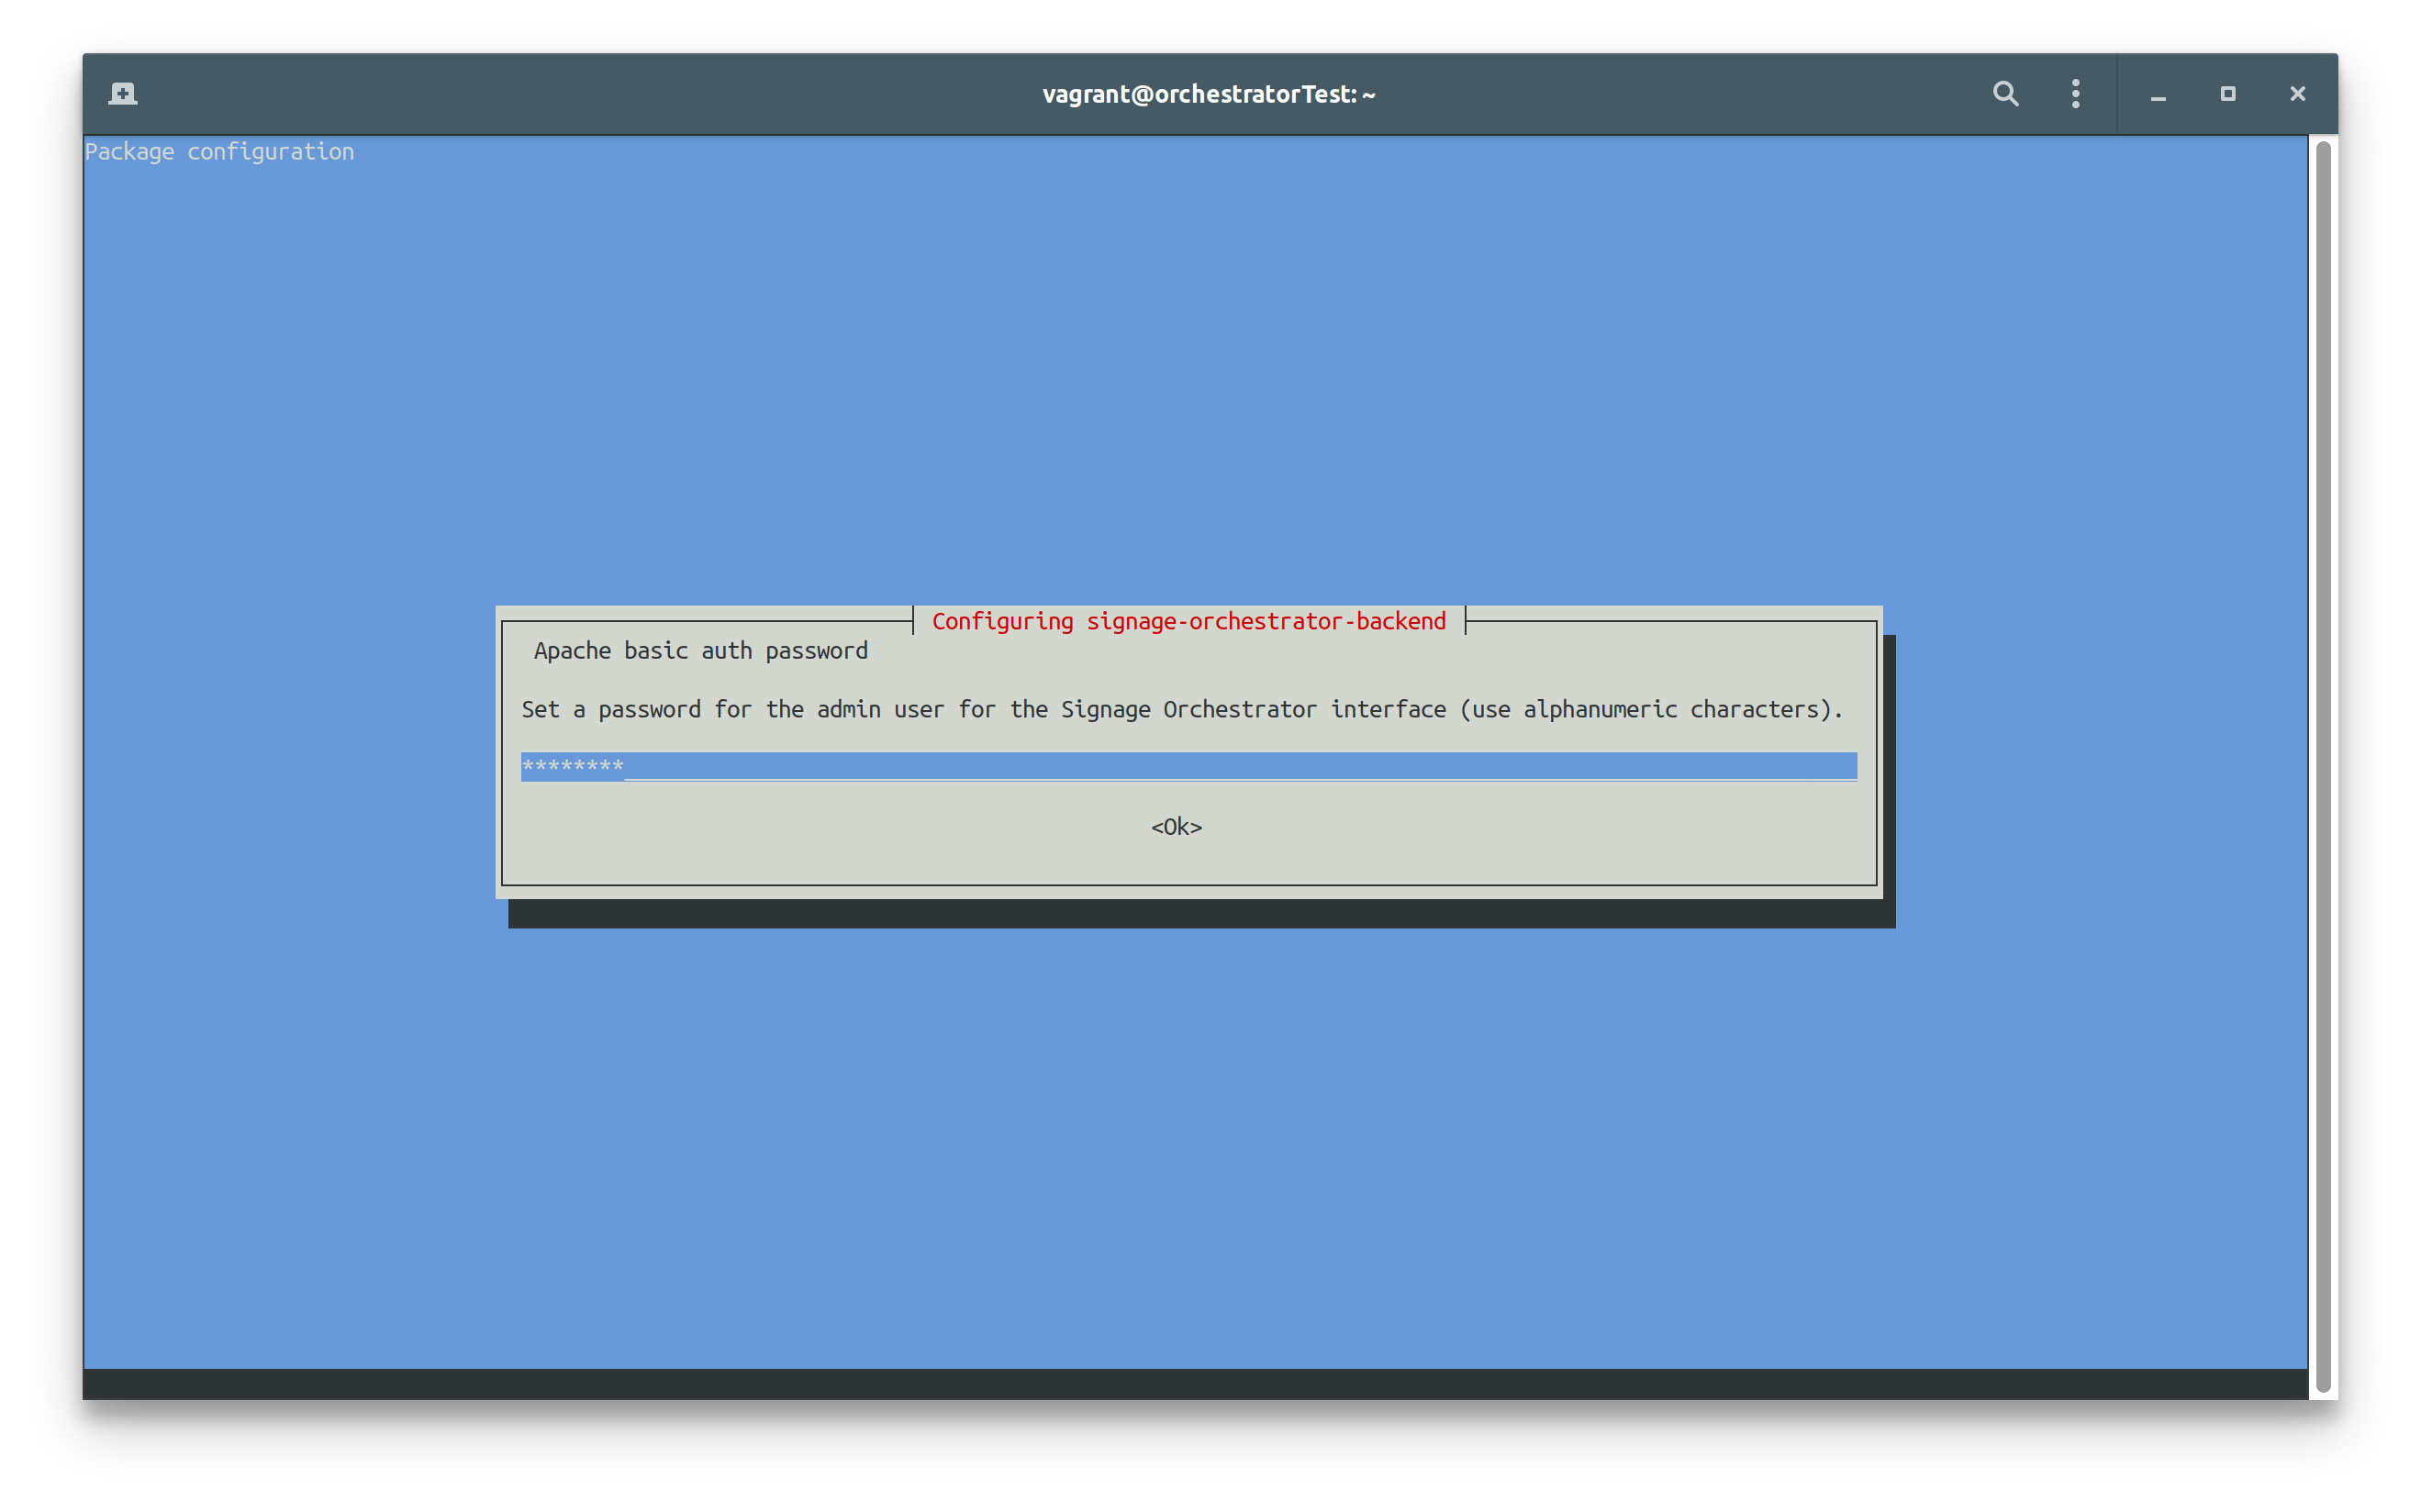 vagrant@orchestratorTest: ~
Package configuration
Configuring signage-orchestrator-backend
Apache basic auth password
Set a password for the admin user for the Signage Orchestrator interface (use alphanumeric characters).
********
<Ok>